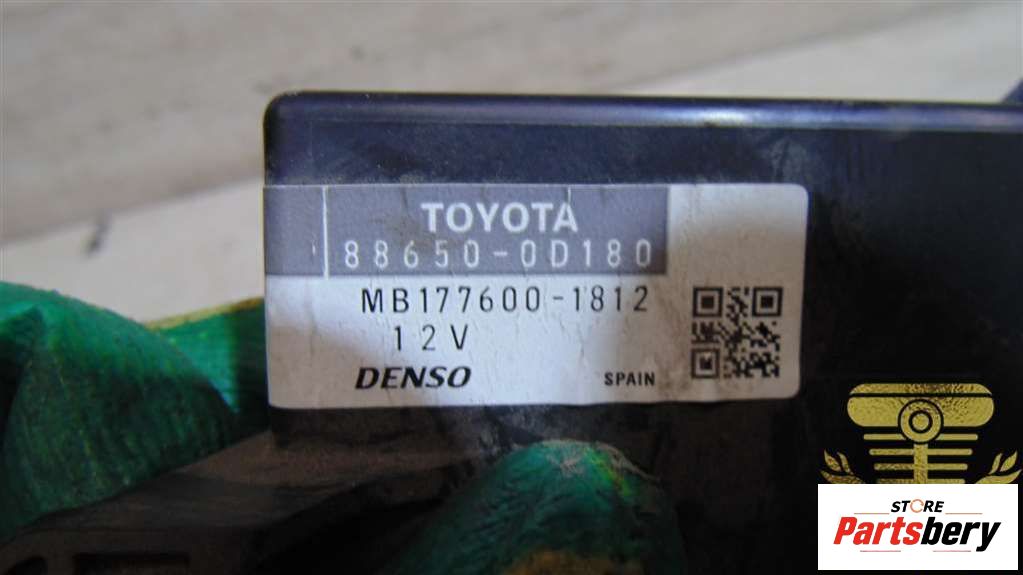 TOYOTA
88650-0D180
MB177600-1812
12V
DENSO SPAIN
STORE
Partsbery